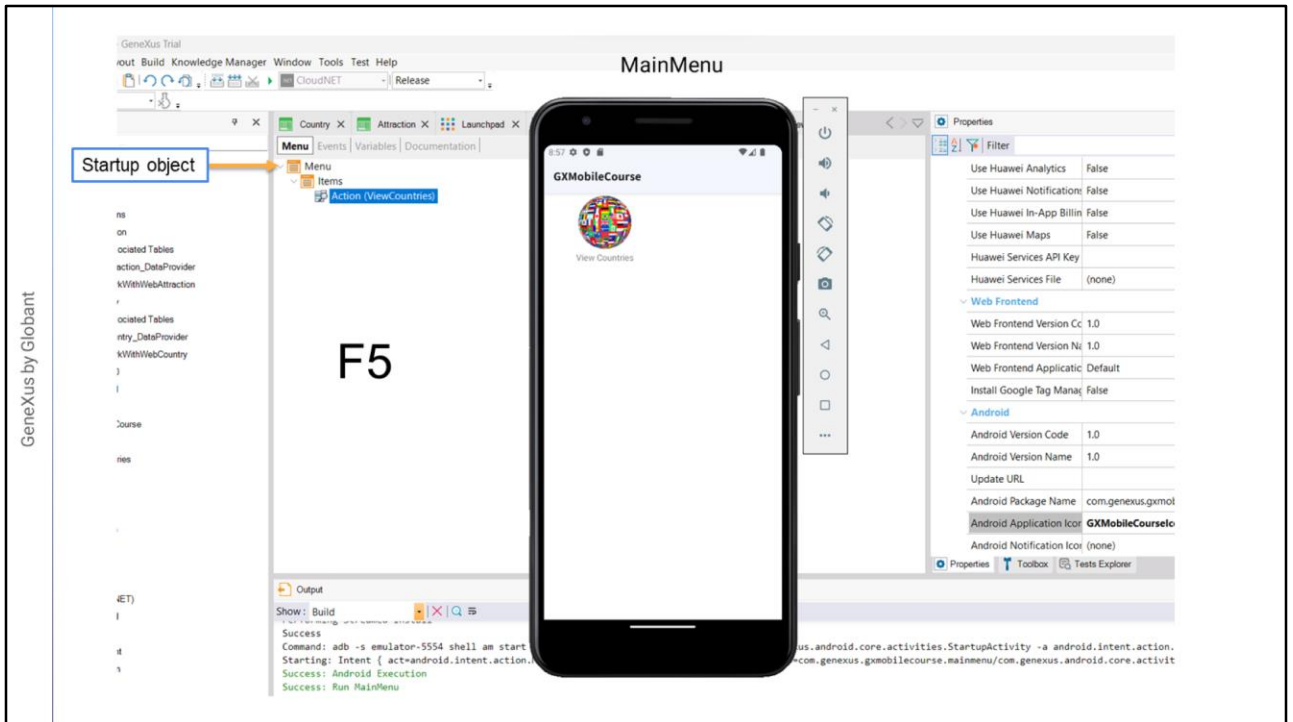 GeneXus by Globant
MainMenu
Startup object
F5
GeneXus Trial
yout Build Knowledge Manager Window Tools Test Help
CloudNET
Release
Country
Attraction
Launchpad
Menu Events Variables Documentation
Menu
Items
Action (ViewCountries)
ns
on
ociated Tables
action_DataProvider
kWithWebAttraction
ociated Tables
ntry_DataProvider
kWithWebCountry
Course
ries
NET)
8:57
GXMobileCourse
View Countries
Properties
Filter
Use Huawei Analytics False
Use Huawei Notifications False
Use Huawei In-App Billin False
Use Huawei Maps False
Huawei Services API Key
Huawei Services File (none)
Web Frontend
Web Frontend Version Cc 1.0
Web Frontend Version Na 1.0
Web Frontend Applicatic Default
Install Google Tag Manag False
Android
Android Version Code 1.0
Android Version Name 1.0
Update URL
Android Package Name com.genexus.gxmobi
Android Application Icor GXMobileCourseIco
Android Notification Icor (none)
Properties Toolbox Tests Explorer
Output
Show: Build
Performing Streamed Install
Success
Command: adb -s emulator-5554 shell am start us.android.core.activities.StartupActivity -a android.intent.action.
Starting: Intent { act=android.intent.action. =com.genexus.gxmobilecourse.mainmenu/com.genexus.android.core.activit
Success: Android Execution
Success: Run MainMenu